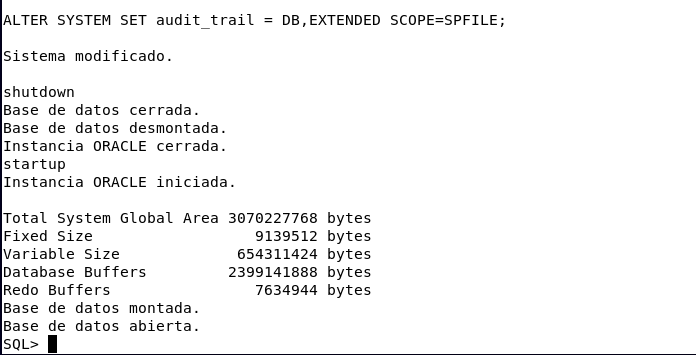 ALTER SYSTEM SET audit_trail = DB,EXTENDED SCOPE=SPFILE;
Sistema modificado.
shutdown
Base de datos cerrada.
Base de datos desmontada.
Instancia ORACLE cerrada.
startup
Instancia ORACLE iniciada.
Total System Global Area 3070227768 bytes
Fixed Size                  9139512 bytes
Variable Size             654311424 bytes
Database Buffers         2399141888 bytes
Redo Buffers                7634944 bytes
Base de datos montada.
Base de datos abierta.
SQL>